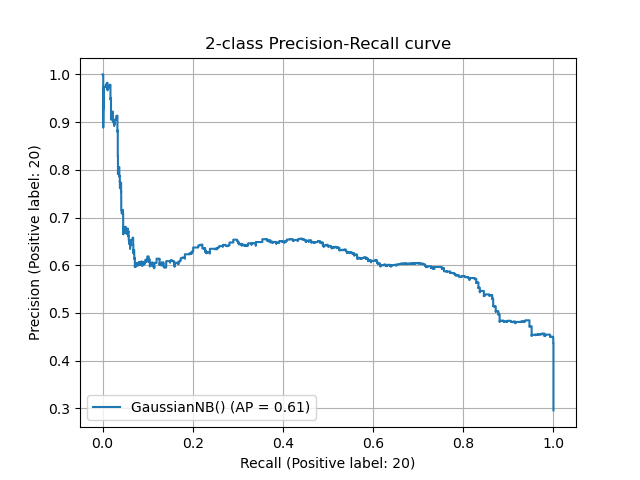 2-class Precision-Recall curve
1.0
0.9
0.8
0.7
0.6
0.5
0.4
0.3
Precision (Positive label: 20)
GaussianNB() (AP = 0.61)
0.0 0.2 0.4 0.6 0.8 1.0
Recall (Positive label: 20)